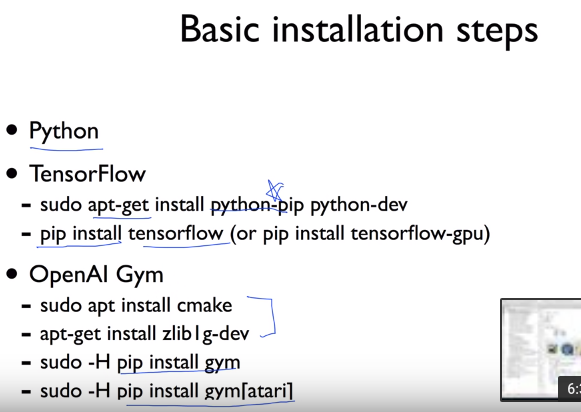 Basic installation steps
• Python
• TensorFlow
– sudo apt-get install python-pip python-dev
– pip install tensorflow (or pip install tensorflow-gpu)
• OpenAI Gym
– sudo apt install cmake
– apt-get install zlib1g-dev
– sudo -H pip install gym
– sudo -H pip install gym[atari]